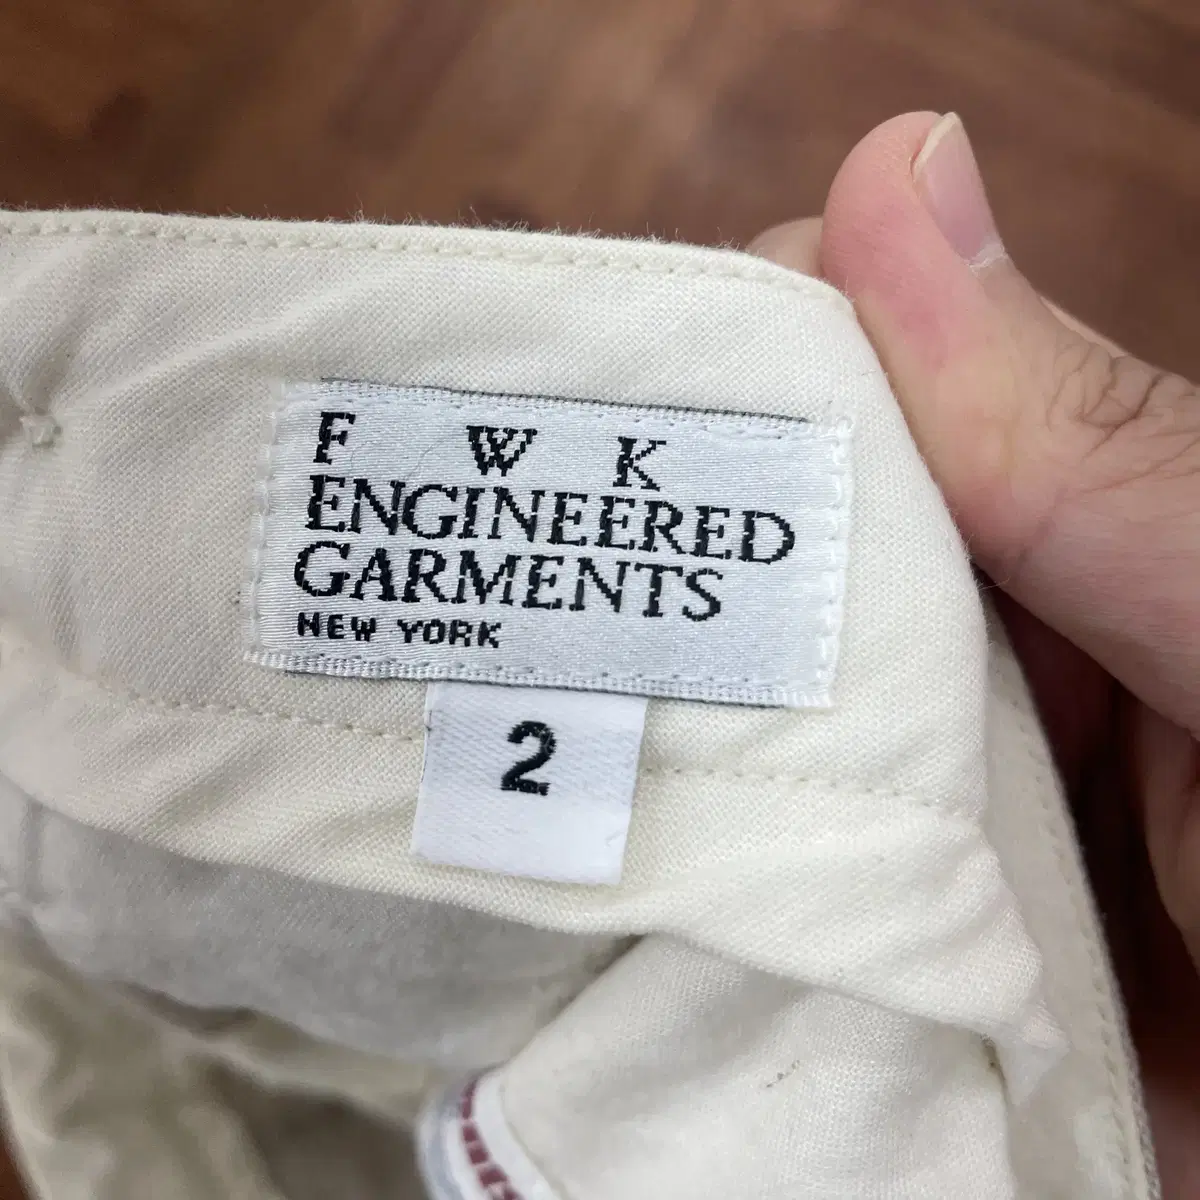 F W K
ENGINEERED
GARMENTS
NEW YORK
2